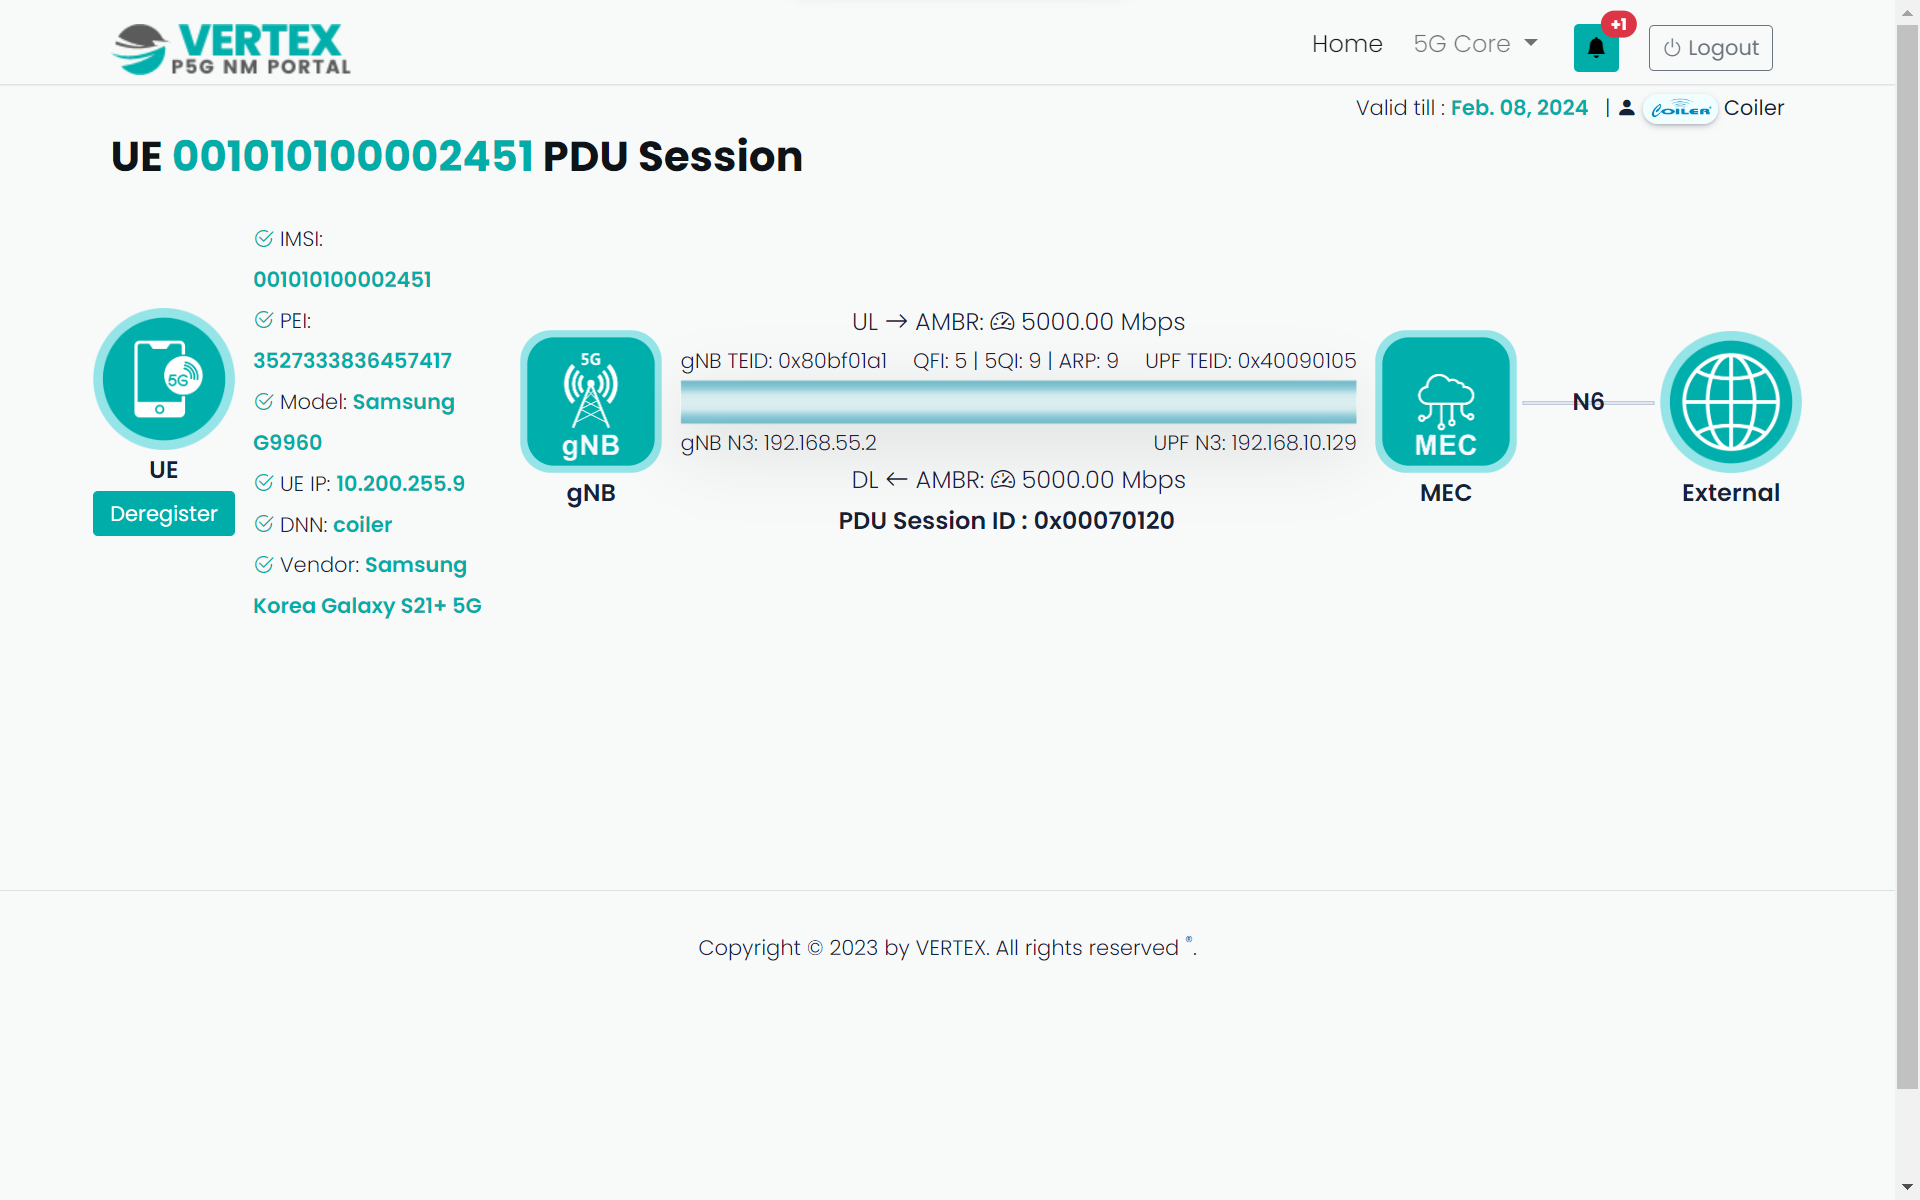 VERTEX
P5G NM PORTAL
Home
5G Core
+1
Logout
Valid till : Feb. 08, 2024 |
COILER
Coiler
UE 001010100002451 PDU Session
5G
UE
Deregister
IMSI:
001010100002451
PEI:
3527333836457417
Model: Samsung
G9960
UE IP: 10.200.255.9
DNN: coiler
Vendor: Samsung
Korea Galaxy S21+ 5G
5G
gNB
gNB
UL → AMBR: 5000.00 Mbps
gNB TEID: 0x80bf01a1 QFI: 5 | 5QI: 9 | ARP: 9 UPF TEID: 0x40090105
gNB N3: 192.168.55.2 UPF N3: 192.168.10.129
DL ← AMBR: 5000.00 Mbps
PDU Session ID : 0x00070120
MEC
MEC
N6
External
Copyright © 2023 by VERTEX. All rights reserved ®.